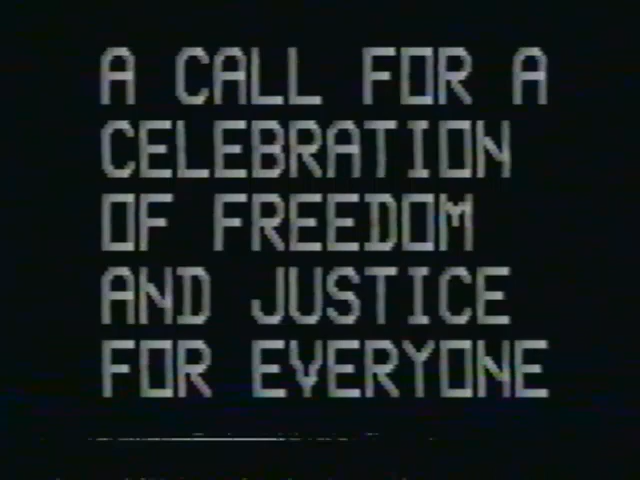 A CALL FOR A
CELEBRATION
OF FREEDOM
AND JUSTICE
FOR EVERYONE